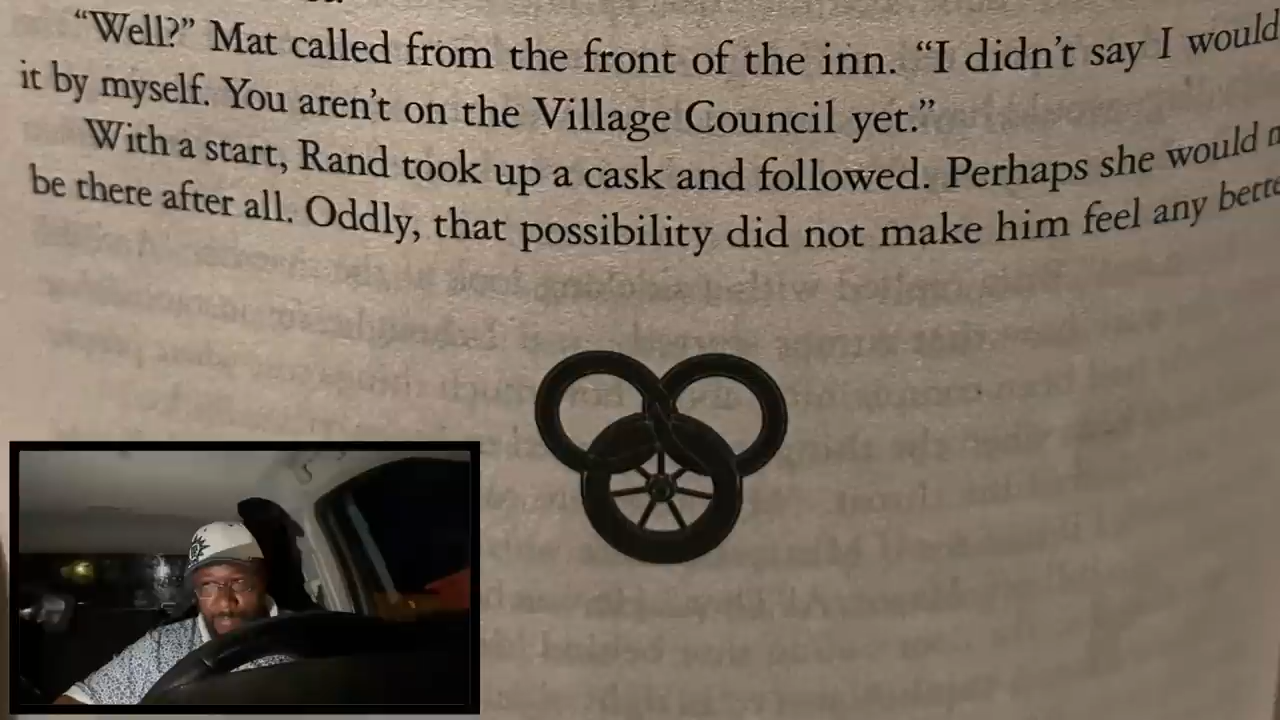 “Well?” Mat called from the front of the inn. “I didn’t say I would
it by myself. You aren’t on the Village Council yet.”
With a start, Rand took up a cask and followed. Perhaps she would
be there after all. Oddly, that possibility did not make him feel any